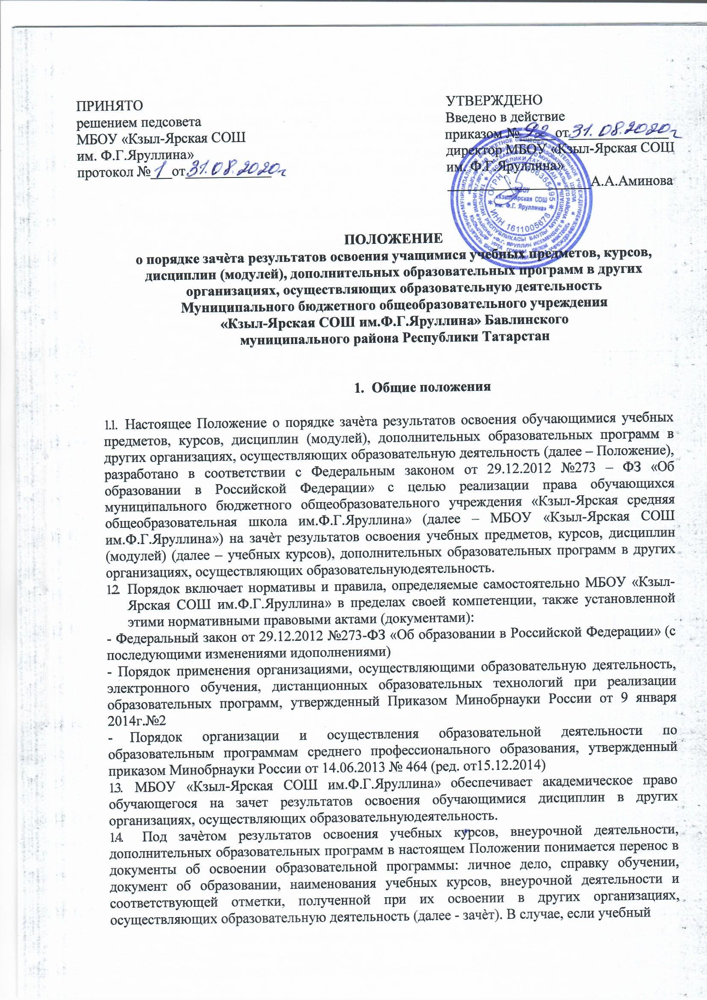 ПРИНЯТО
решением педсовета
МБОУ «Кзыл-Ярская СОШ
им. Ф.Г.Яруллина»
протокол № 1 от 31.08.2020г
УТВЕРЖДЕНО
Введено в действие
приказом № 92 от 31.08.2020г
директор МБОУ «Кзыл-Ярская СОШ
им. Ф.Г.Яруллина»
А.А.Аминова
МБОУ
«Кзыл-Ярская СОШ
им. Ф.Г. Яруллина»
ИНН 1611005678
ПОЛОЖЕНИЕ
о порядке зачѐта результатов освоения учащимися учебных предметов, курсов,
дисциплин (модулей), дополнительных образовательных программ в других
организациях, осуществляющих образовательную деятельность
Муниципального бюджетного общеобразовательного учреждения
«Кзыл-Ярская СОШ им.Ф.Г.Яруллина» Бавлинского
муниципального района Республики Татарстан
1. Общие положения
1.1. Настоящее Положение о порядке зачѐта результатов освоения обучающимися учебных
предметов, курсов, дисциплин (модулей), дополнительных образовательных программ в
других организациях, осуществляющих образовательную деятельность (далее – Положение),
разработано в соответствии с Федеральным законом от 29.12.2012 №273 – ФЗ «Об
образовании в Российской Федерации» с целью реализации права обучающихся
муниципального бюджетного общеобразовательного учреждения «Кзыл-Ярская средняя
общеобразовательная школа им.Ф.Г.Яруллина» (далее – МБОУ «Кзыл-Ярская СОШ
им.Ф.Г.Яруллина») на зачѐт результатов освоения учебных предметов, курсов, дисциплин
(модулей) (далее – учебных курсов), дополнительных образовательных программ в других
организациях, осуществляющих образовательнуюдеятельность.
1.2. Порядок включает нормативы и правила, определяемые самостоятельно МБОУ «Кзыл-
Ярская СОШ им.Ф.Г.Яруллина» в пределах своей компетенции, также установленной
этими нормативными правовыми актами (документами):
- Федеральный закон от 29.12.2012 №273-ФЗ «Об образовании в Российской Федерации» (с
последующими изменениями идополнениями)
- Порядок применения организациями, осуществляющими образовательную деятельность,
электронного обучения, дистанционных образовательных технологий при реализации
образовательных программ, утвержденный Приказом Минобрнауки России от 9 января
2014г.№2
- Порядок организации и осуществления образовательной деятельности по
образовательным программам среднего профессионального образования, утвержденный
приказом Минобрнауки России от 14.06.2013 № 464 (ред. от15.12.2014)
1.3. МБОУ «Кзыл-Ярская СОШ им.Ф.Г.Яруллина» обеспечивает академическое право
обучающегося на зачет результатов освоения обучающимися дисциплин в других
организациях, осуществляющих образовательнуюдеятельность.
1.4. Под зачѐтом результатов освоения учебных курсов, внеурочной деятельности,
дополнительных образовательных программ в настоящем Положении понимается перенос в
документы об освоении образовательной программы: личное дело, справку обучении,
документ об образовании, наименования учебных курсов, внеурочной деятельности и
соответствующей отметки, полученной при их освоении в других организациях,
осуществляющих образовательную деятельность (далее - зачѐт). В случае, если учебный